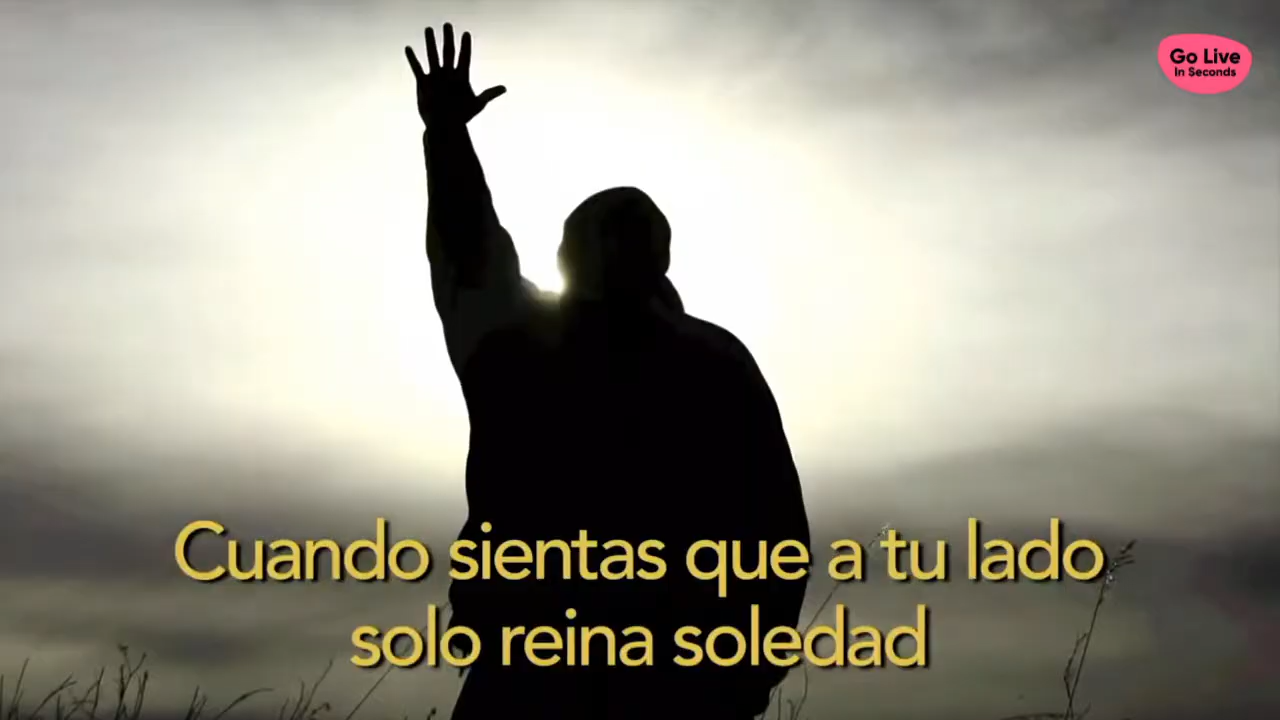 Go Live
In Seconds
Cuando sientas que a tu lado
solo reina soledad